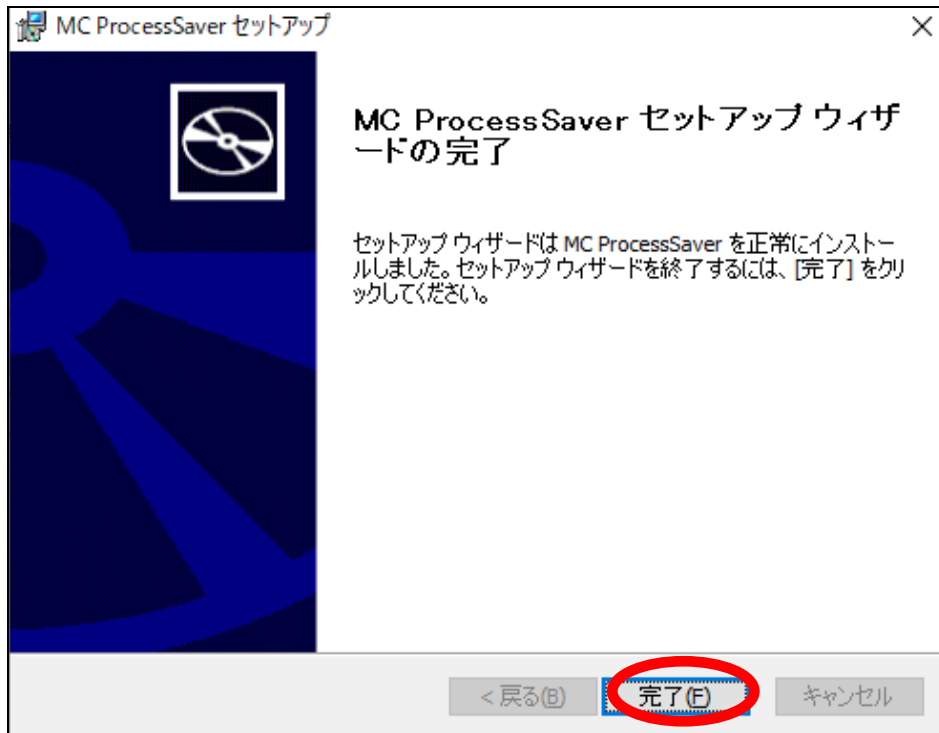 MC ProcessSaver セットアップ
MC ProcessSaver セットアップ ウィザ
ードの完了
セットアップ ウィザードは MC ProcessSaver を正常にインストー
ルしました。セットアップ ウィザードを終了するには、[完了] をクリ
ックしてください。
< 戻る(B)
完了(F)
キャンセル